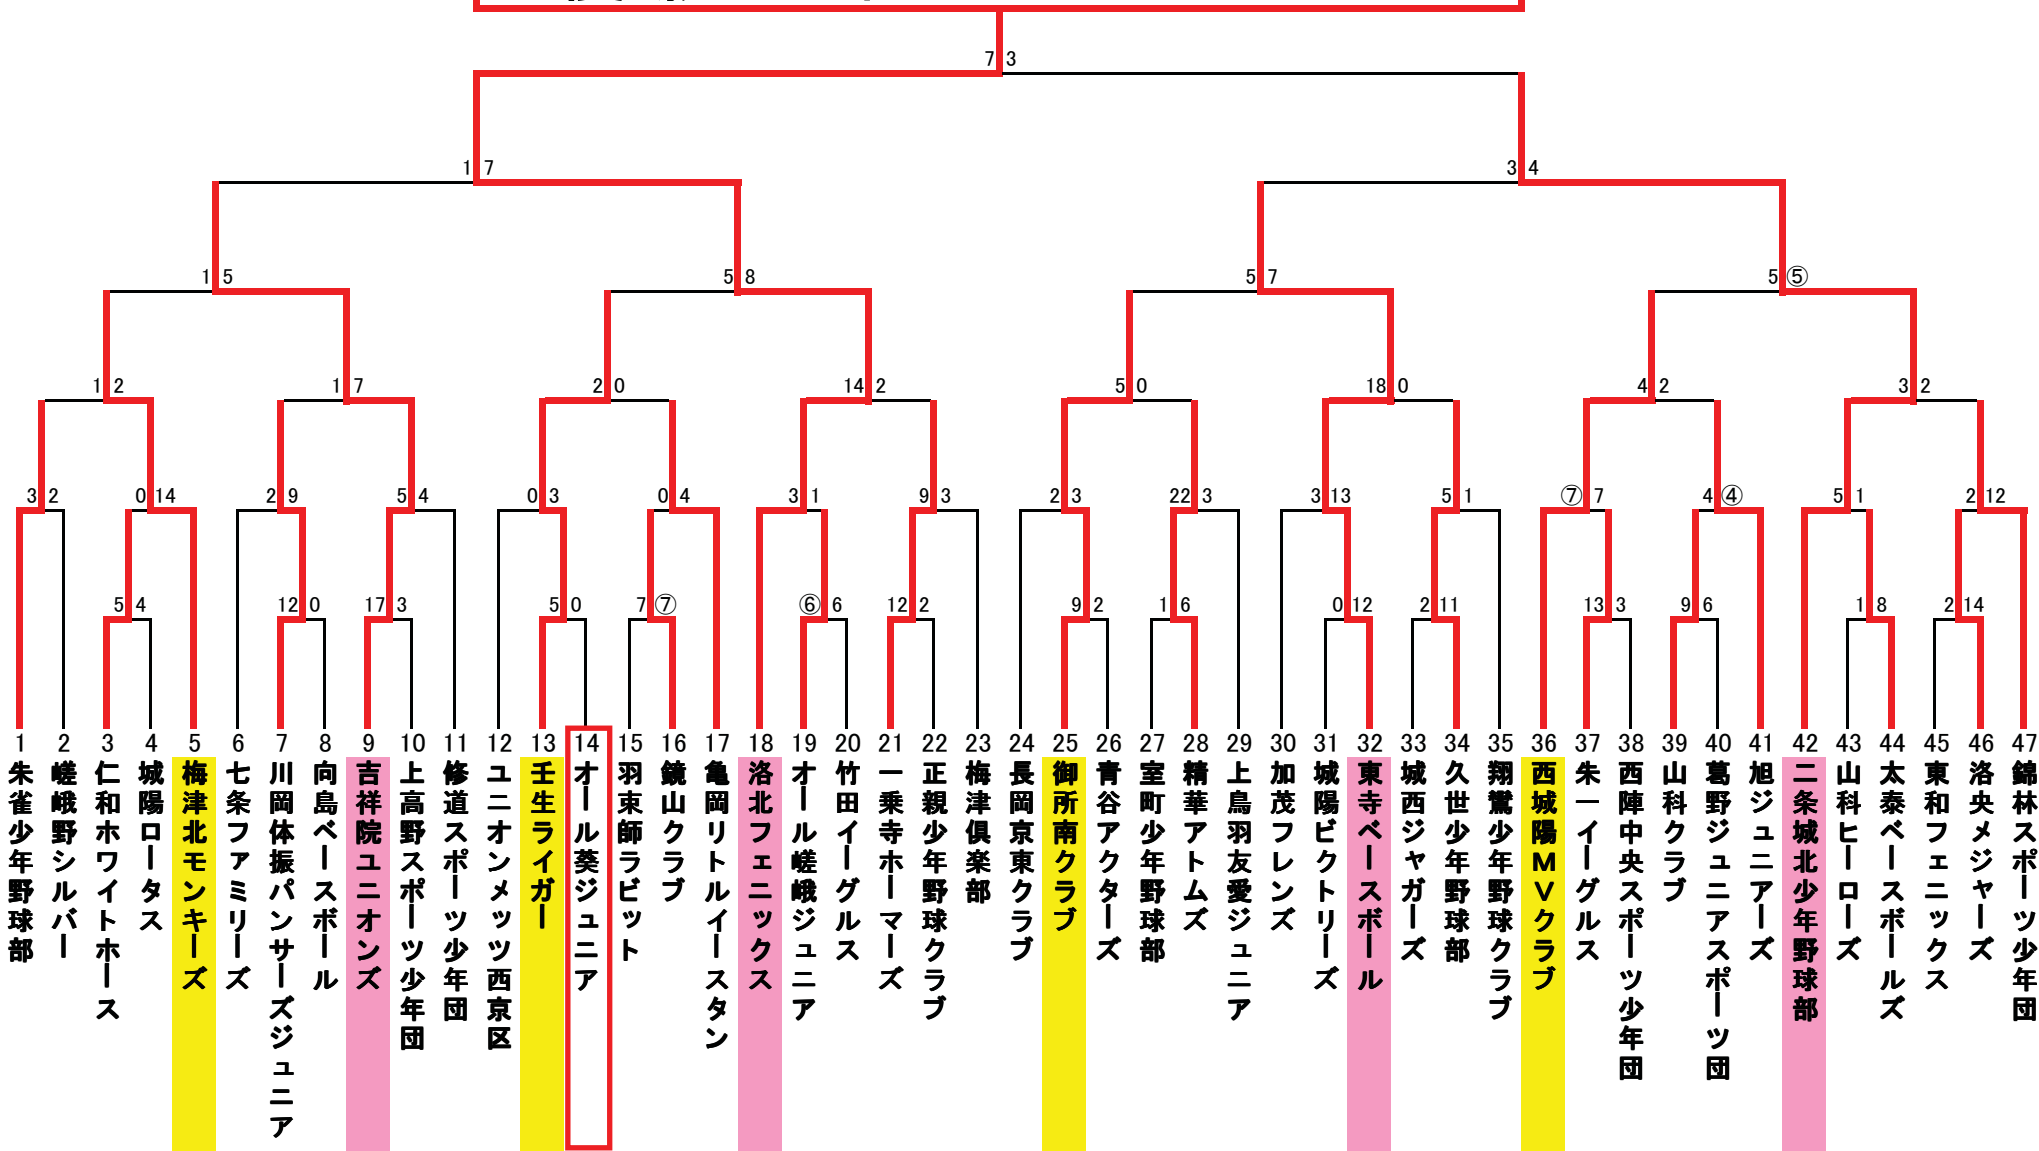 7 3
1 7
3 4
1 5
5 8
5 7
5 ⑤
1 2
1 7
2 0
14 2
5 0
18 0
4 2
3 2
3 2
0 14
2 9
5 4
0 3
0 4
3 1
9 3
2 3
22 3
3 13
5 1
⑦ 7
4 ④
5 1
2 12
5 4
12 0
17 3
5 0
7 ⑦
⑥ 6
12 2
9 2
1 6
0 12
2 11
13 3
9 6
1 8
2 14
1 朱雀少年野球部
2 嵯峨野シルバー
3 仁和ホワイトホース
4 城陽ロータス
5 梅津北モンキーズ
6 七条ファミリーズ
7 川岡体振パンサーズジュニア
8 向島ベースボール
9 吉祥院ユニオンズ
10 上高野スポーツ少年団
11 修道スポーツ少年団
12 ユニオンメッツ西京区
13 壬生ライガー
14 オール葵ジュニア
15 羽束師ラビット
16 鏡山クラブ
17 亀岡リトルイースタン
18 洛北フェニックス
19 オール嵯峨ジュニア
20 竹田イーグルス
21 一乗寺ホーマーズ
22 正親少年野球クラブ
23 梅津倶楽部
24 長岡京東クラブ
25 御所南クラブ
26 青谷アクターズ
27 室町少年野球部
28 精華アトムズ
29 上鳥羽友愛ジュニア
30 加茂フレンズ
31 城陽ビクトリーズ
32 東寺ベースボール
33 城西ジャガーズ
34 久世少年野球部
35 翔鸞少年野球クラブ
36 西城陽MVクラブ
37 朱一イーグルス
38 西陣中央スポーツ少年団
39 山科クラブ
40 葛野ジュニアスポーツ団
41 旭ジュニアーズ
42 二条城北少年野球部
43 山科ヒーローズ
44 太秦ベースボールズ
45 東和フェニックス
46 洛央メジャーズ
47 錦林スポーツ少年団